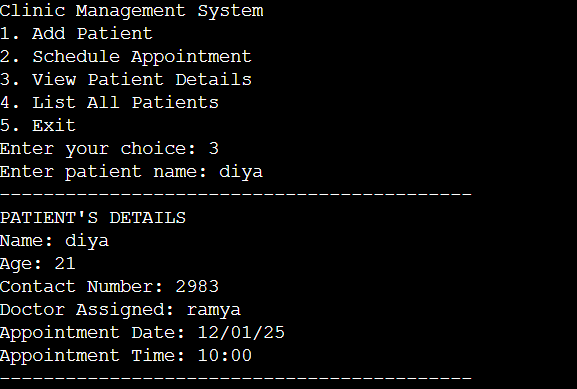 Clinic Management System
1. Add Patient
2. Schedule Appointment
3. View Patient Details
4. List All Patients
5. Exit
Enter your choice: 3
Enter patient name: diya
-------------------------------------------
PATIENT'S DETAILS
Name: diya
Age: 21
Contact Number: 2983
Doctor Assigned: ramya
Appointment Date: 12/01/25
Appointment Time: 10:00
-------------------------------------------